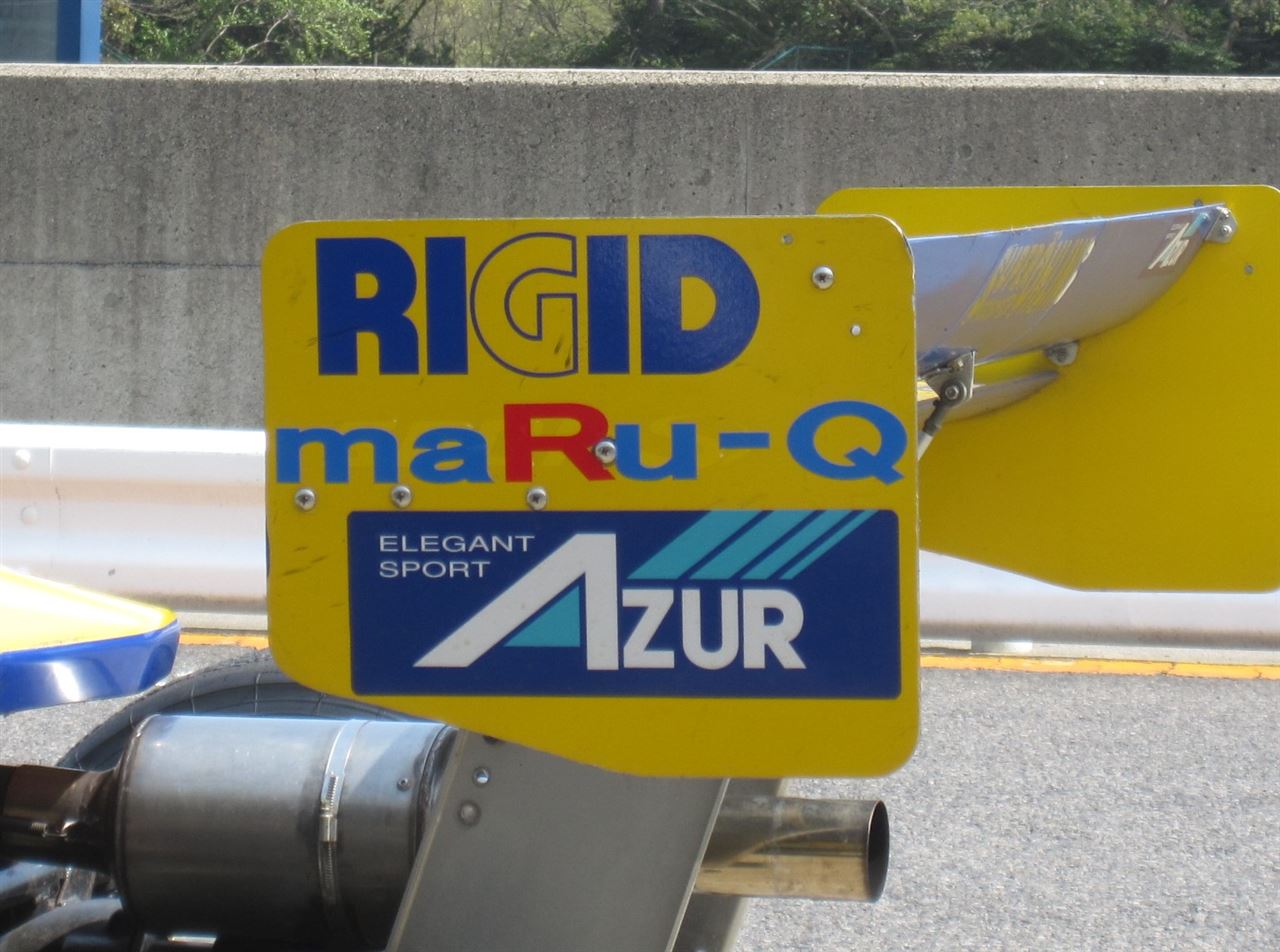 RIGID
maRu-Q
ELEGANT
SPORT
AZUR